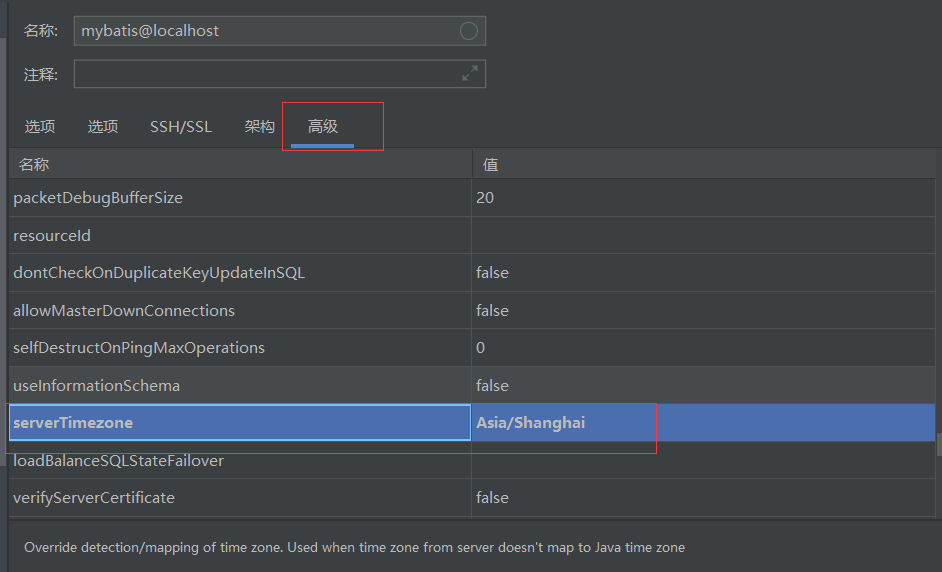 名称: mybatis@localhost
注释:
选项 选项 SSH/SSL 架构 高级
名称 值
packetDebugBufferSize 20
resourceId
dontCheckOnDuplicateKeyUpdateInSQL false
allowMasterDownConnections false
selfDestructOnPingMaxOperations 0
useInformationSchema false
serverTimezone Asia/Shanghai
loadBalanceSQLStateFailover
verifyServerCertificate false
Override detection/mapping of time zone. Used when time zone from server doesn't map to Java time zone